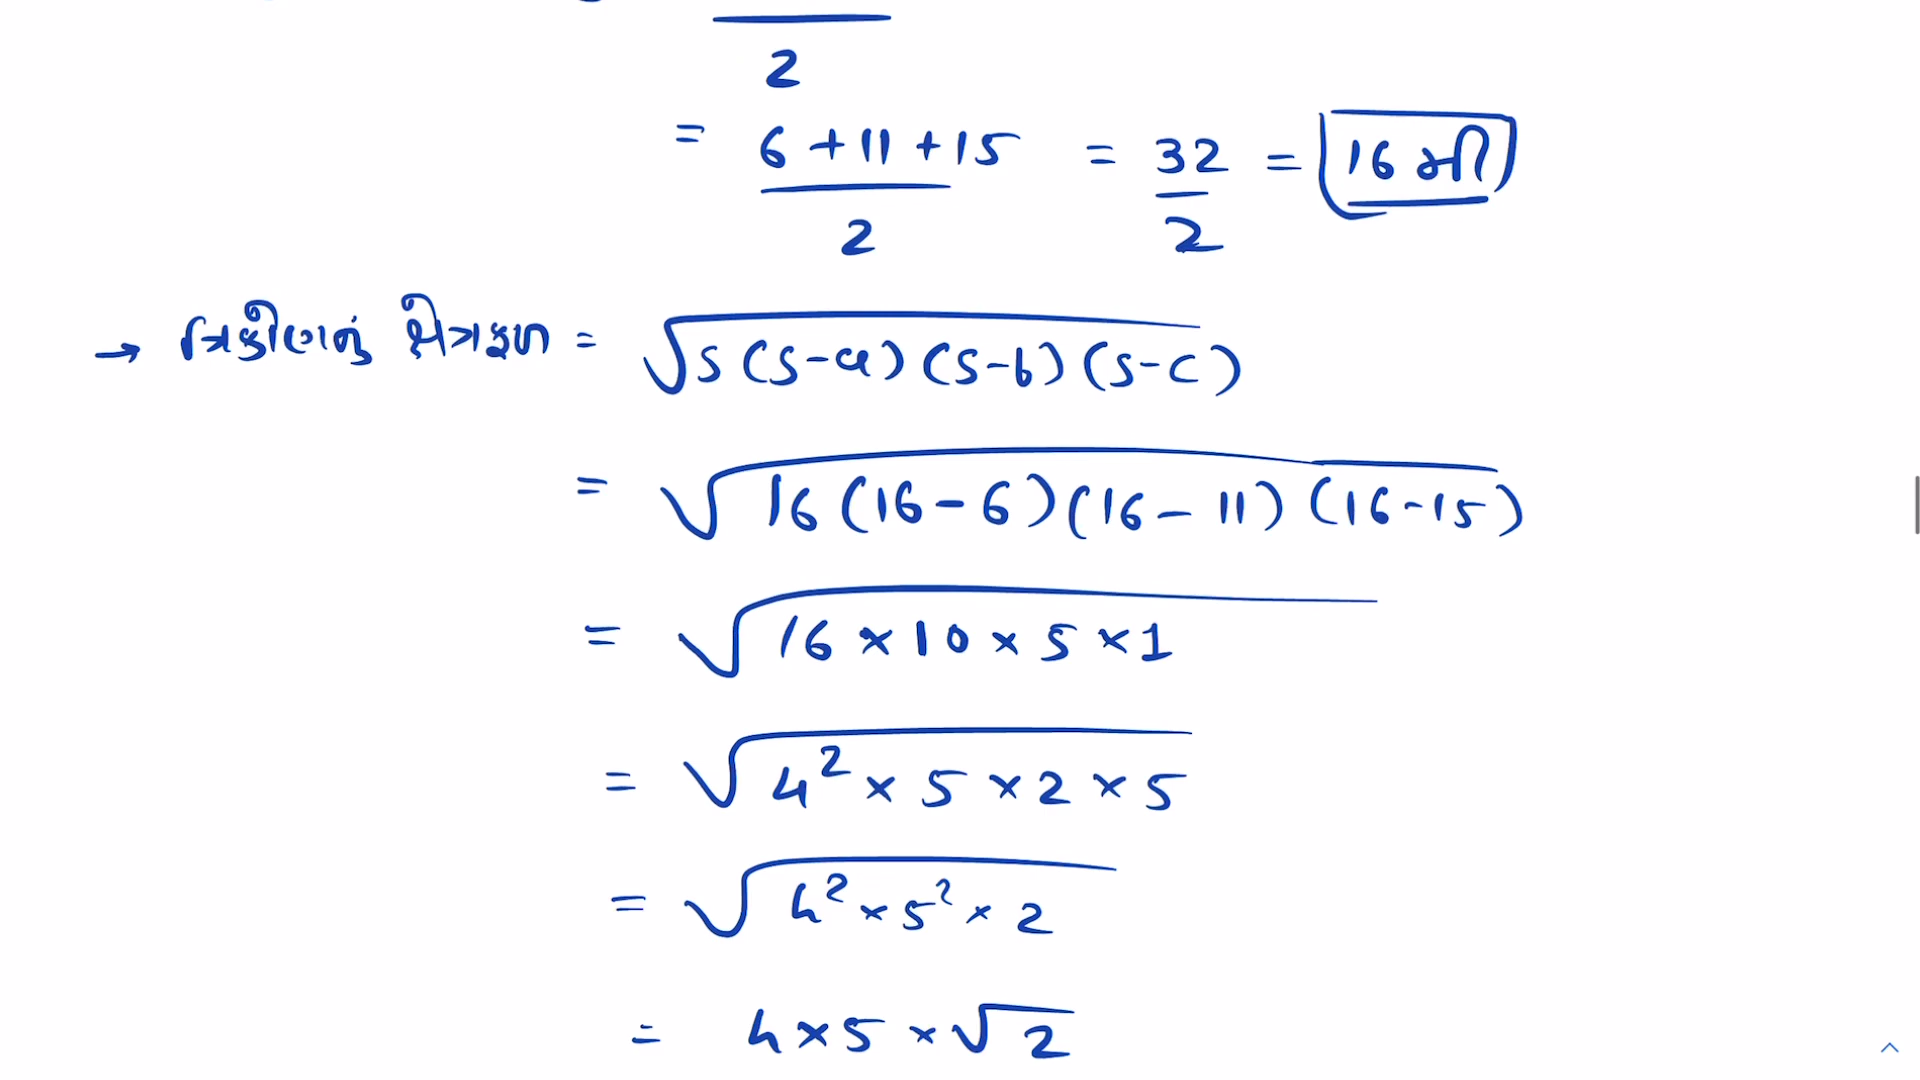 2
= 6 + 11 + 15 / 2 = 32 / 2 = 16 મી
→ ત્રિકોણનું ક્ષેત્રફળ = √s(s-a)(s-b)(s-c)
= √16(16-6)(16-11)(16-15)
= √16 × 10 × 5 × 1
= √4² × 5 × 2 × 5
= √4² × 5² × 2
= 4 × 5 × √2